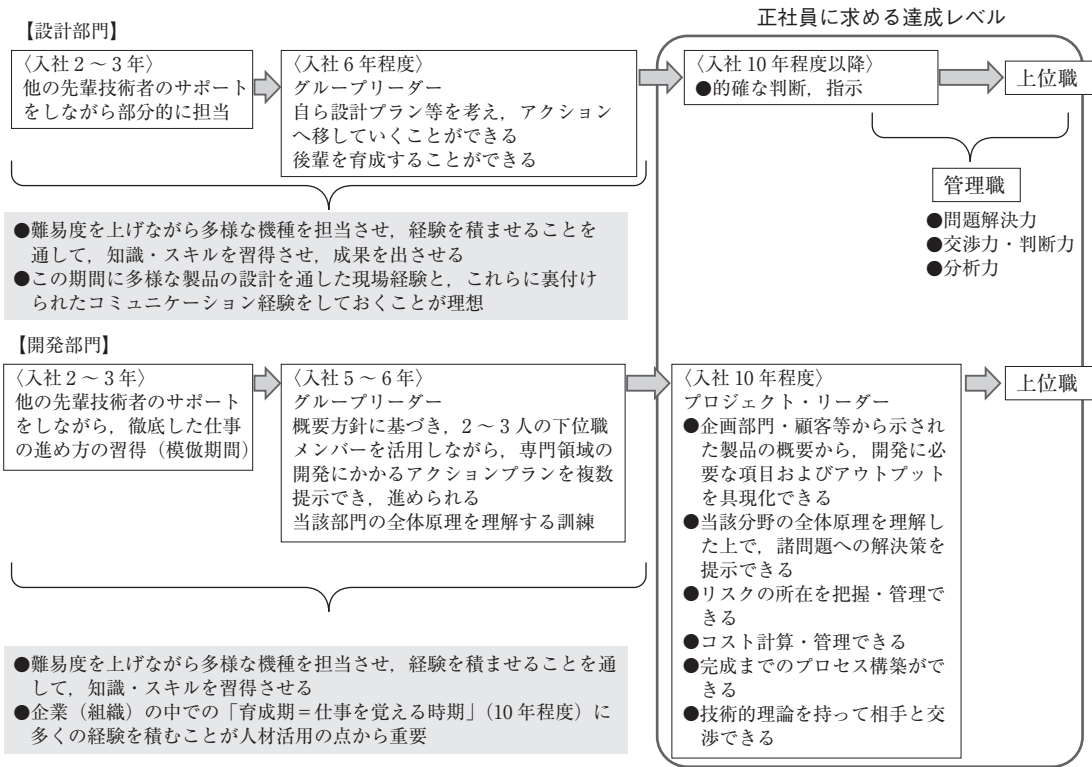 正社員に求める達成レベル
【設計部門】
〈入社2～3年〉
他の先輩技術者のサポート
をしながら部分的に担当
〈入社6年程度〉
グループリーダー
自ら設計プラン等を考え，アクション
へ移していくことができる
後輩を育成することができる
〈入社10年程度以降〉
●的確な判断，指示
上位職
管理職
●問題解決力
●交渉力・判断力
●分析力
●難易度を上げながら多様な機種を担当させ，経験を積ませることを
通して，知識・スキルを習得させ，成果を出させる
●この期間に多様な製品の設計を通した現場経験と，これらに裏付け
られたコミュニケーション経験をしておくことが理想
【開発部門】
〈入社2～3年〉
他の先輩技術者のサポート
をしながら，徹底した仕事
の進め方の習得（模倣期間）
〈入社5～6年〉
グループリーダー
概要方針に基づき，2～3人の下位職
メンバーを活用しながら，専門領域の
開発にかかるアクションプランを複数
提示でき，進められる
当該部門の全体原理を理解する訓練
〈入社10年程度〉
プロジェクト・リーダー
●企画部門・顧客等から示され
た製品の概要から，開発に必
要な項目およびアウトプット
を具現化できる
●当該分野の全体原理を理解し
た上で，諸問題への解決策を
提示できる
●リスクの所在を把握・管理で
きる
●コスト計算・管理できる
●完成までのプロセス構築がで
きる
●技術的理論を持って相手と交
渉できる
上位職
●難易度を上げながら多様な機種を担当させ，経験を積ませることを通
して，知識・スキルを習得させる
●企業（組織）の中での「育成期＝仕事を覚える時期」（10年程度）に
多くの経験を積むことが人材活用の点から重要